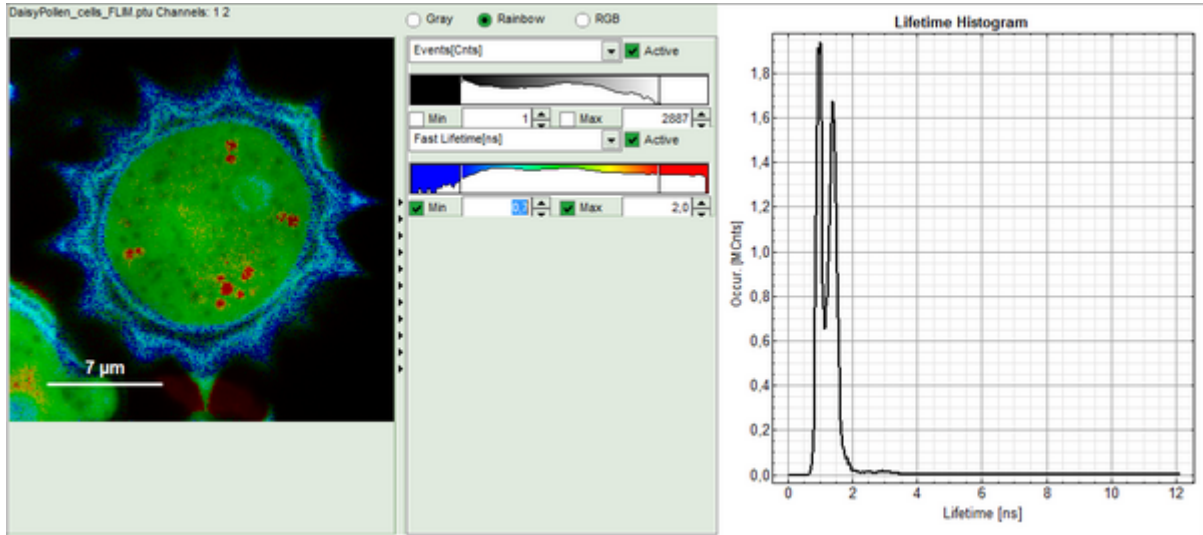 DaisyPollen_cells_FLIM.ptu Channels: 1 2
Gray Rainbow RGB
Events[Cnts] Active
Min 1 Max 2887
Fast Lifetime[ns] Active
Min 0,7 Max 2,0
7 µm
Lifetime Histogram
Occur. [MCnts]
1,8
1,6
1,4
1,2
1,0
0,8
0,6
0,4
0,2
0,0
0 2 4 6 8 10 12
Lifetime [ns]